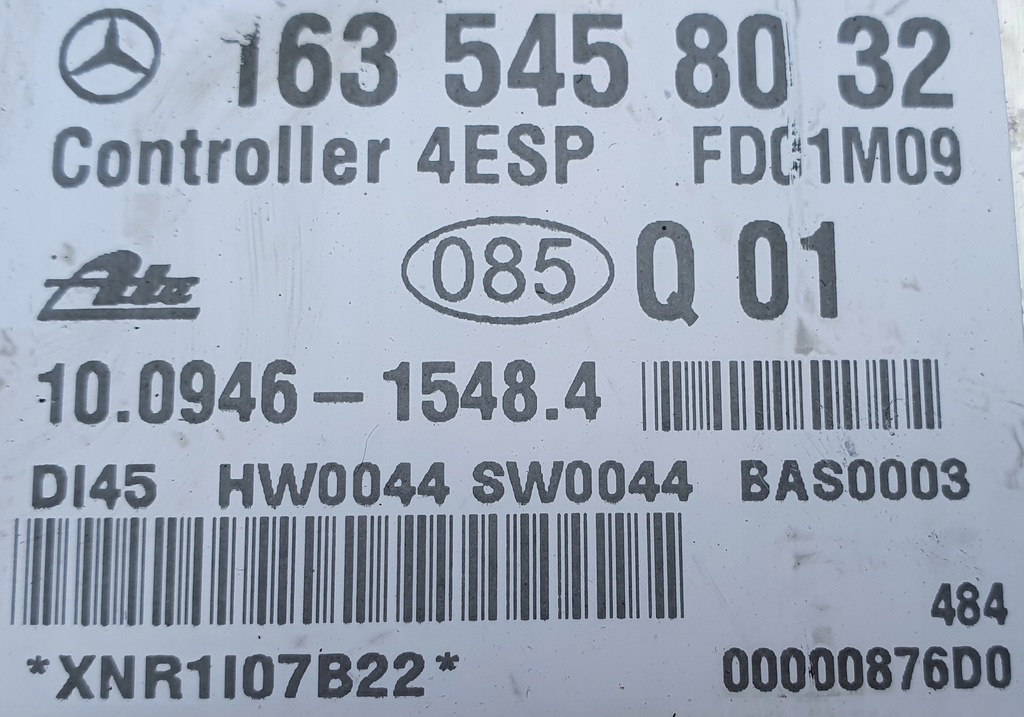 163 545 80 32
Controller 4ESP FD01M09
Ate 085 Q 01
10.0946-1548.4
DI45 HW0044 SW0044 BAS0003
484
*XNR1I07B22* 00000876D0